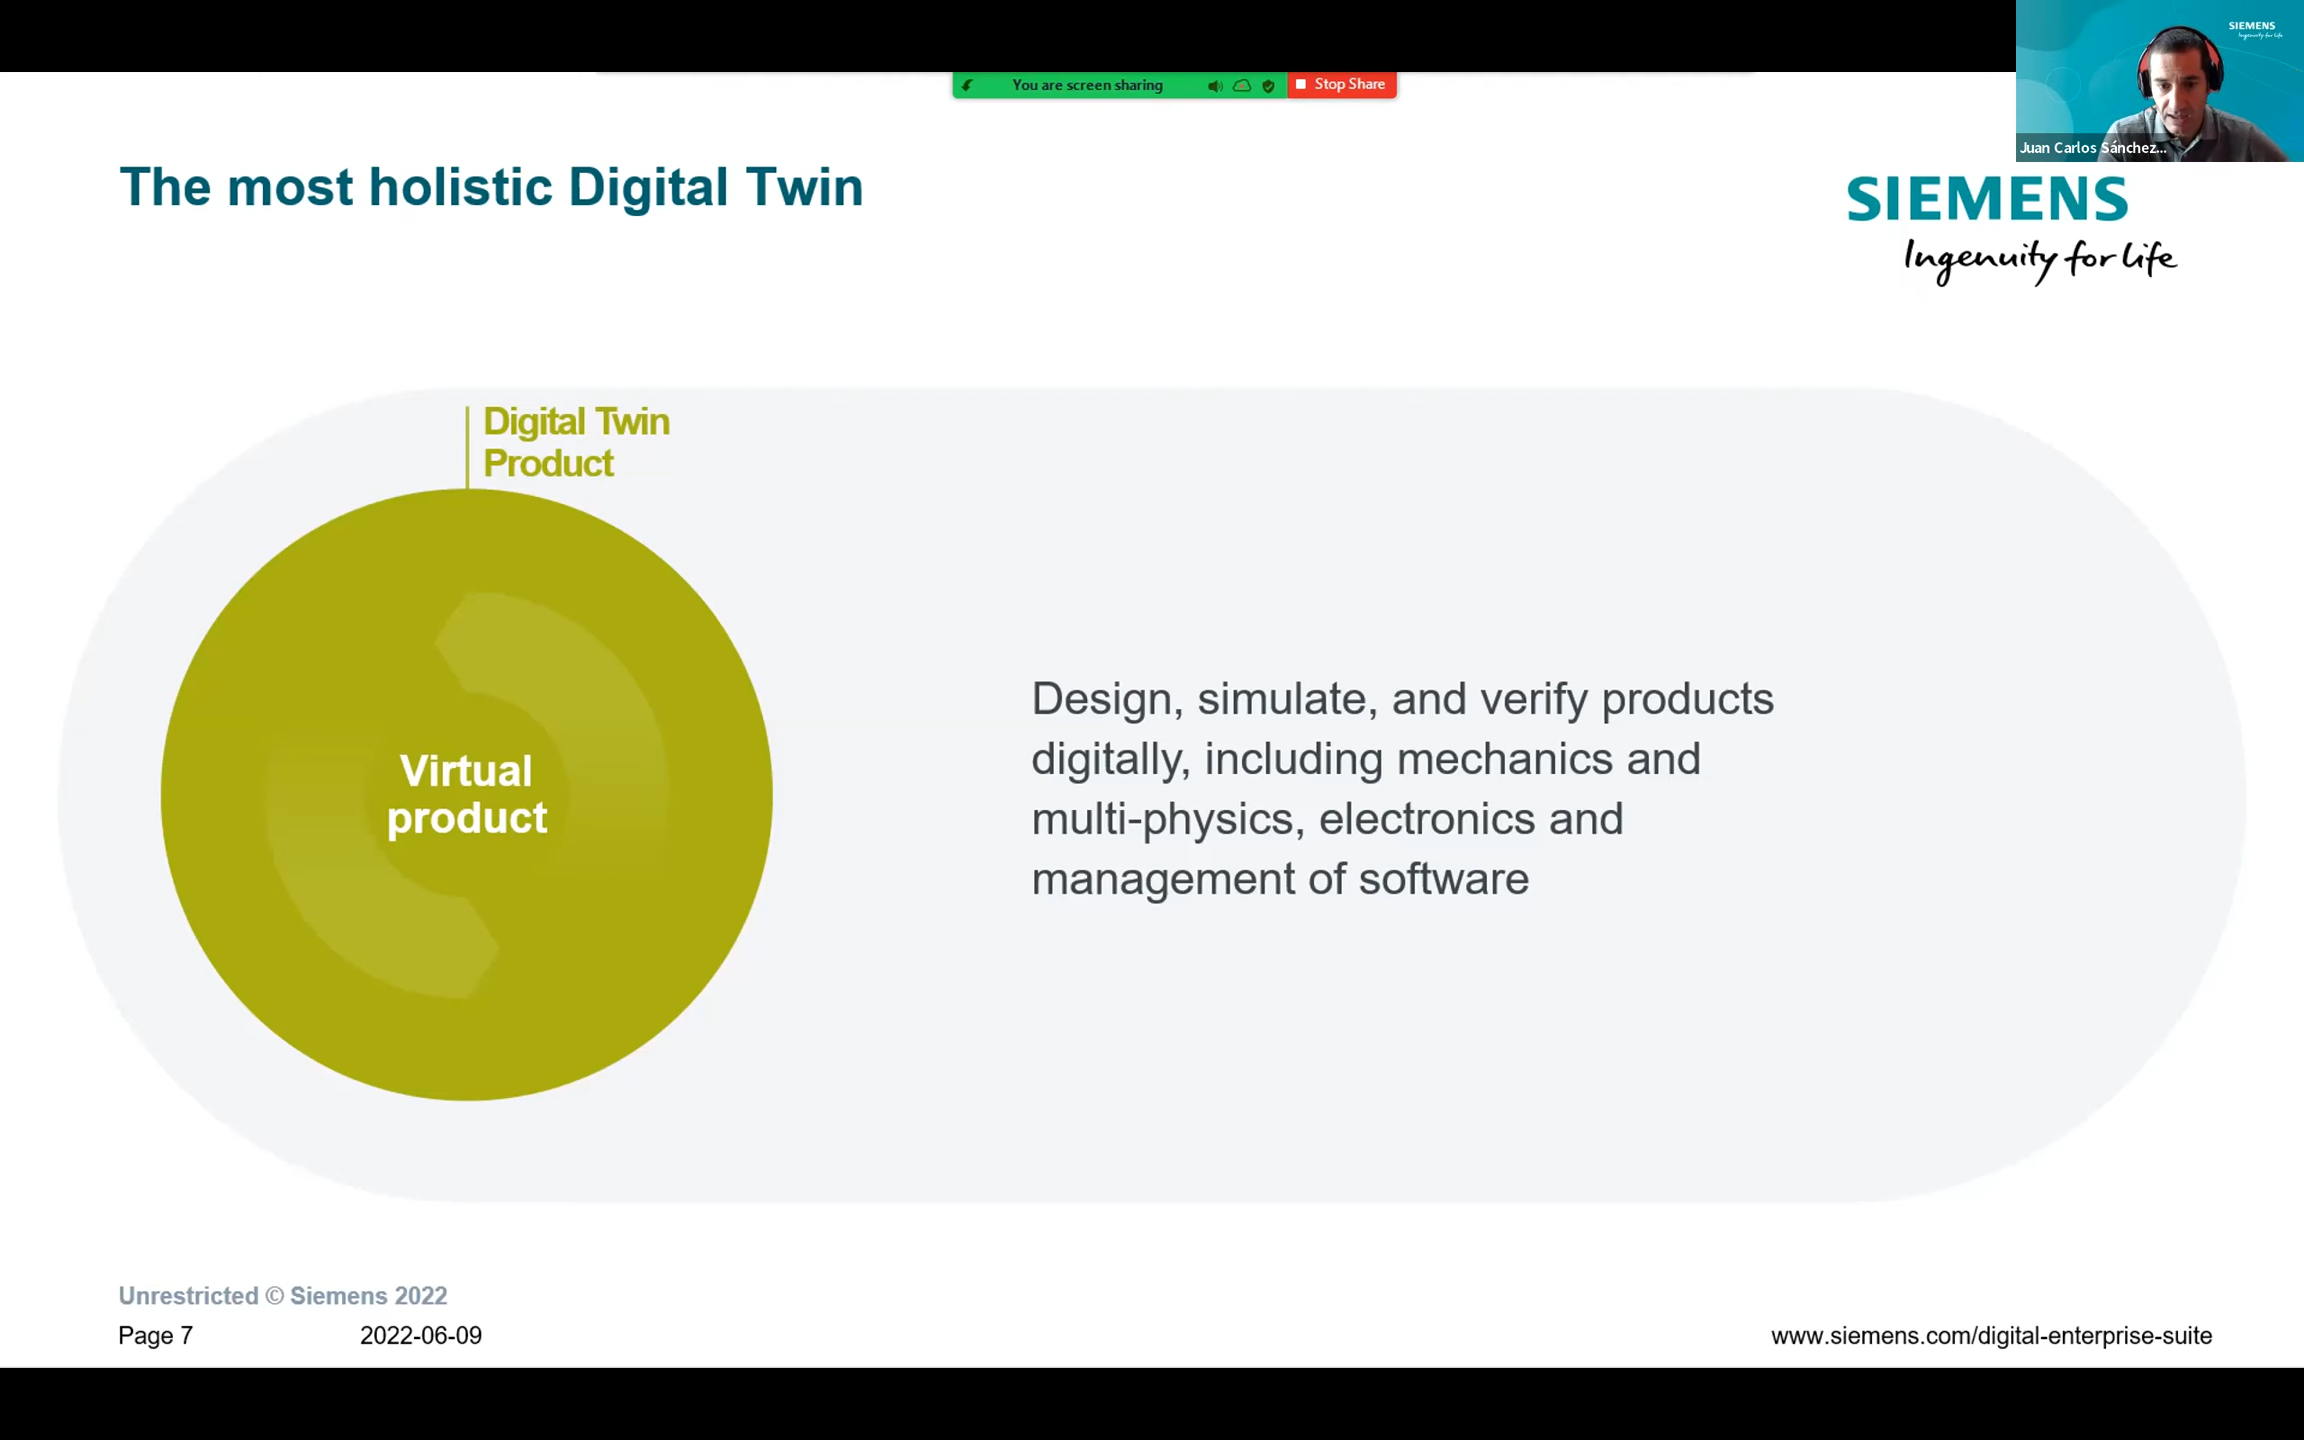 SIEMENS
Ingenuity for life
You are screen sharing
Stop Share
Juan Carlos Sánchez...
The most holistic Digital Twin
SIEMENS
Ingenuity for life
Digital Twin
Product
Virtual
product
Design, simulate, and verify products
digitally, including mechanics and
multi-physics, electronics and
management of software
Unrestricted © Siemens 2022
Page 7
2022-06-09
www.siemens.com/digital-enterprise-suite